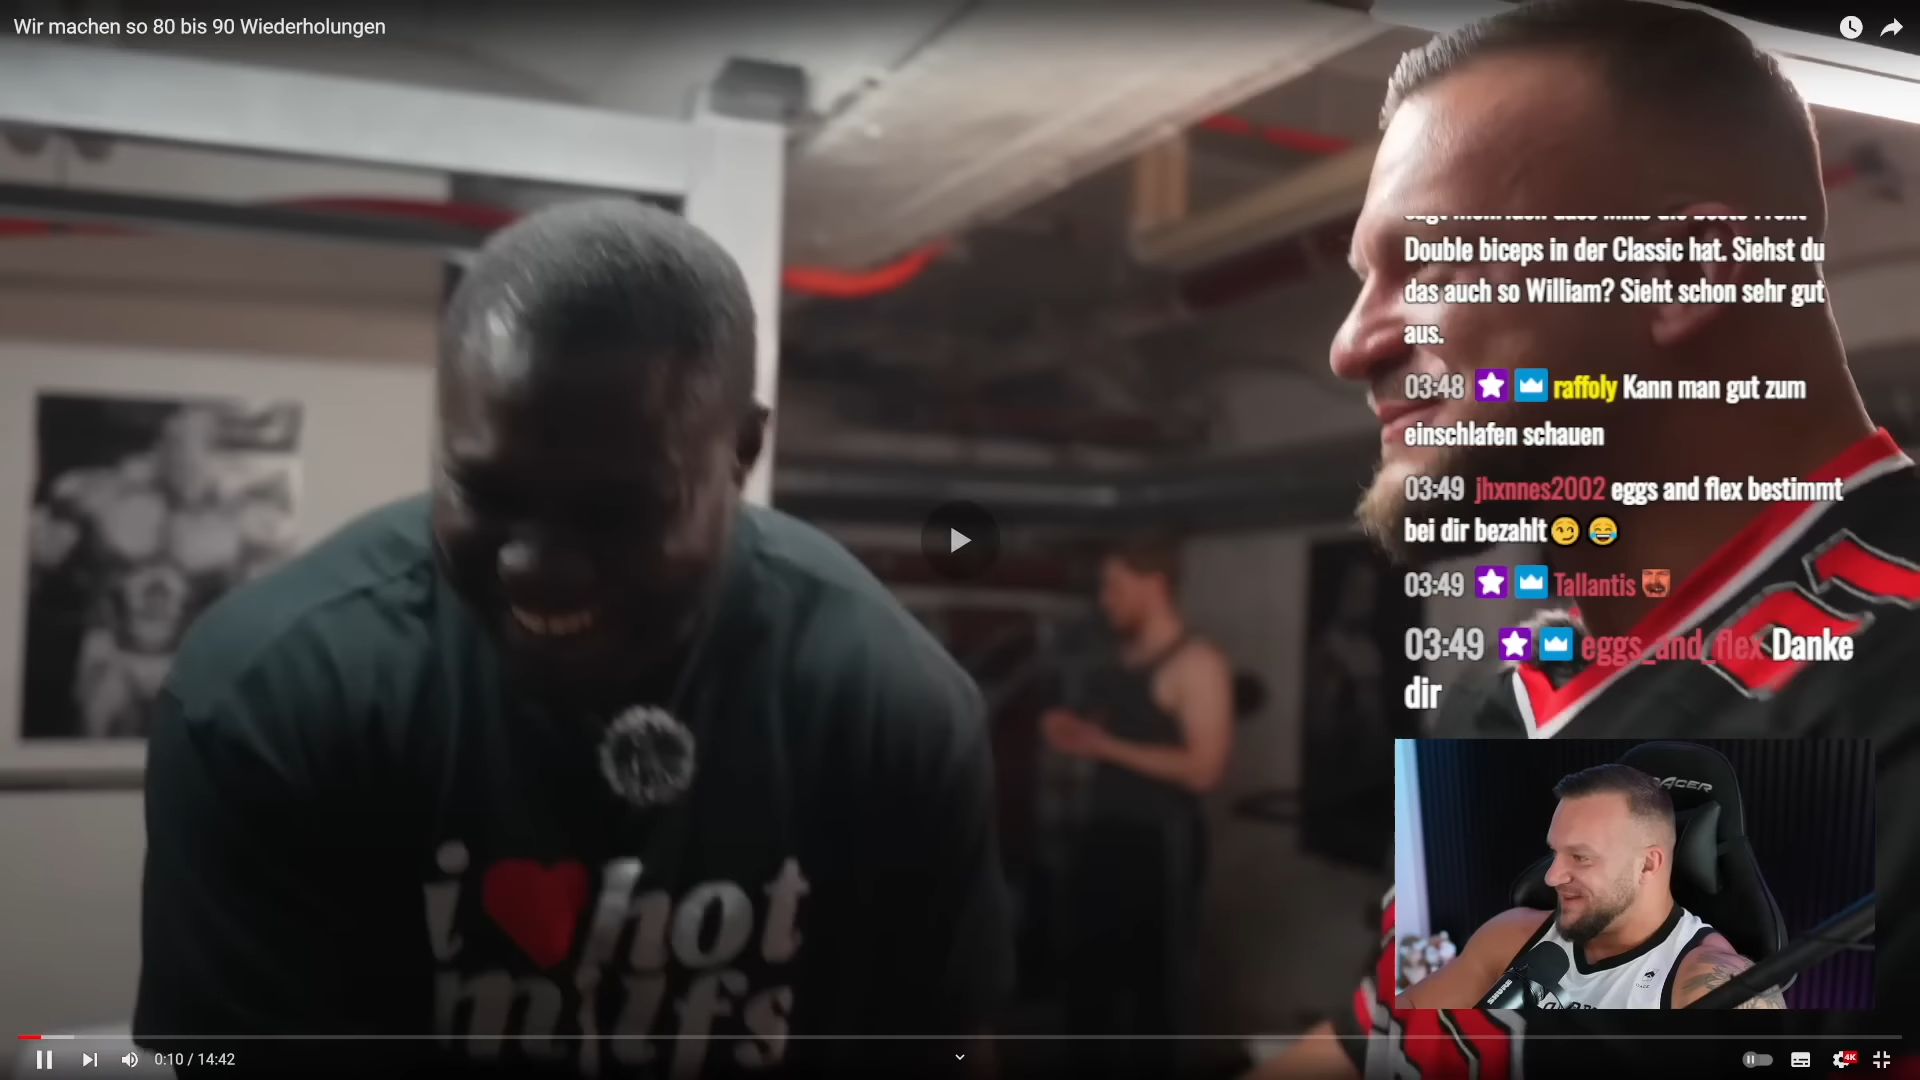 Wir machen so 80 bis 90 Wiederholungen
Double biceps in der Classic hat. Siehst du
das auch so William? Sieht schon sehr gut
aus.
03:48 raffoly Kann man gut zum
einschlafen schauen
03:49 jhxnnes2002 eggs and flex bestimmt
bei dir bezahlt😏 😂
03:49 Tallantis
03:49 eggs_and_flex Danke
dir
i ❤ hot
milfs
RACER
SHURE
0:10 / 14:42
4K